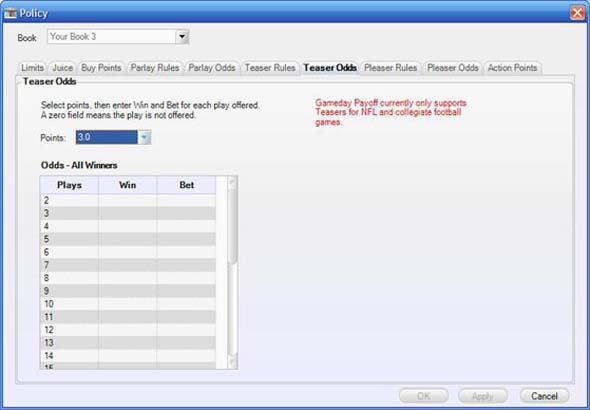 Policy
Book Your Book 3
Limits Juice Buy Points Parlay Rules Parlay Odds Teaser Rules Teaser Odds Pleaser Rules Pleaser Odds Action Points
Teaser Odds
Select points, then enter Win and Bet for each play offered.
A zero field means the play is not offered.
Gameday Payoff currently only supports
Teasers for NFL and collegiate football
games.
Points: 3.0
Odds - All Winners
Plays Win Bet
2
3
4
5
6
7
8
9
10
11
12
13
14
15
OK Apply Cancel